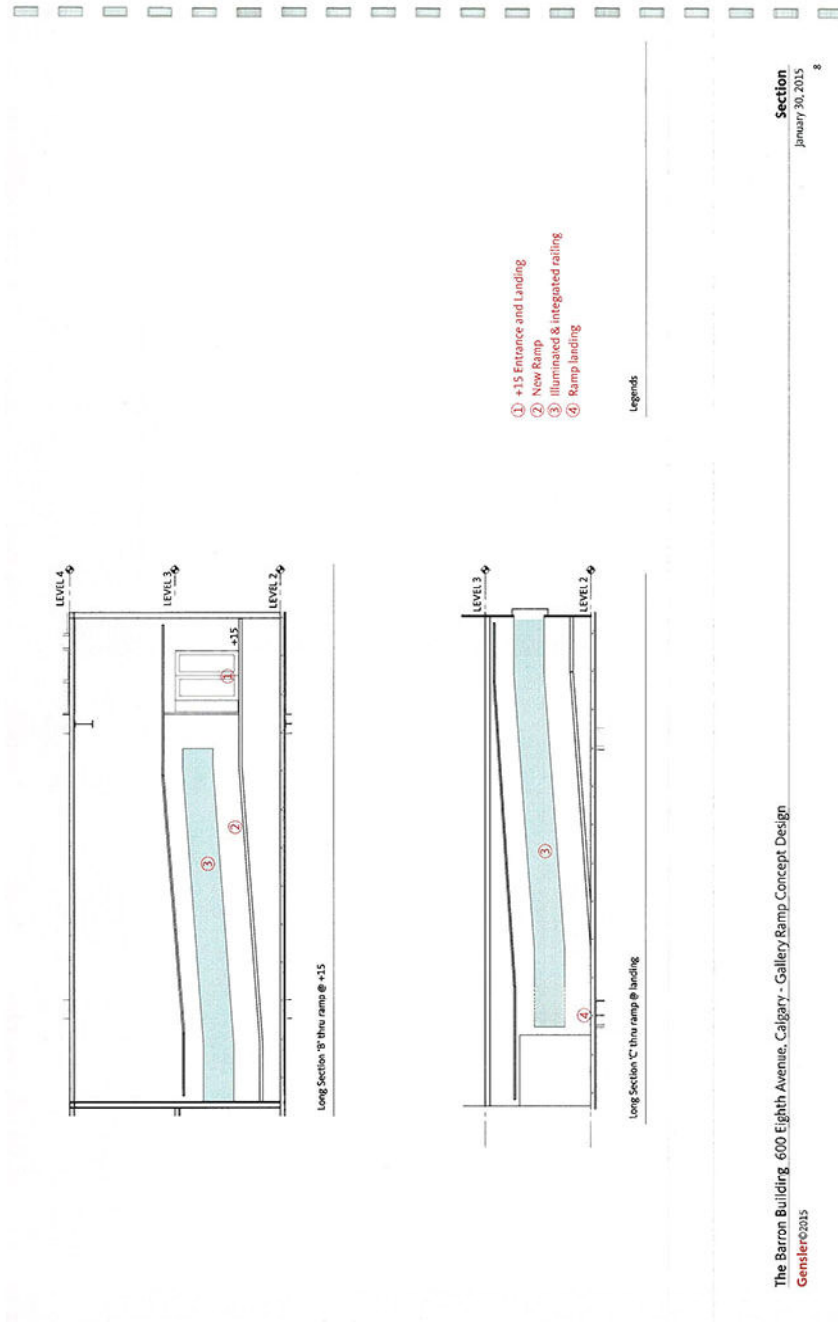 LEVEL 4
LEVEL 3
+15
①
②
③
LEVEL 2
Long Section 'B' thru ramp @ +15
LEVEL 3
③
LEVEL 2
④
Long Section 'C' thru ramp @ landing
① +15 Entrance and Landing
② New Ramp
③ Illuminated & integrated railing
④ Ramp landing
Legends
The Barron Building 600 Eighth Avenue, Calgary - Gallery Ramp Concept Design
Section
Gensler©2015
January 30, 2015
8